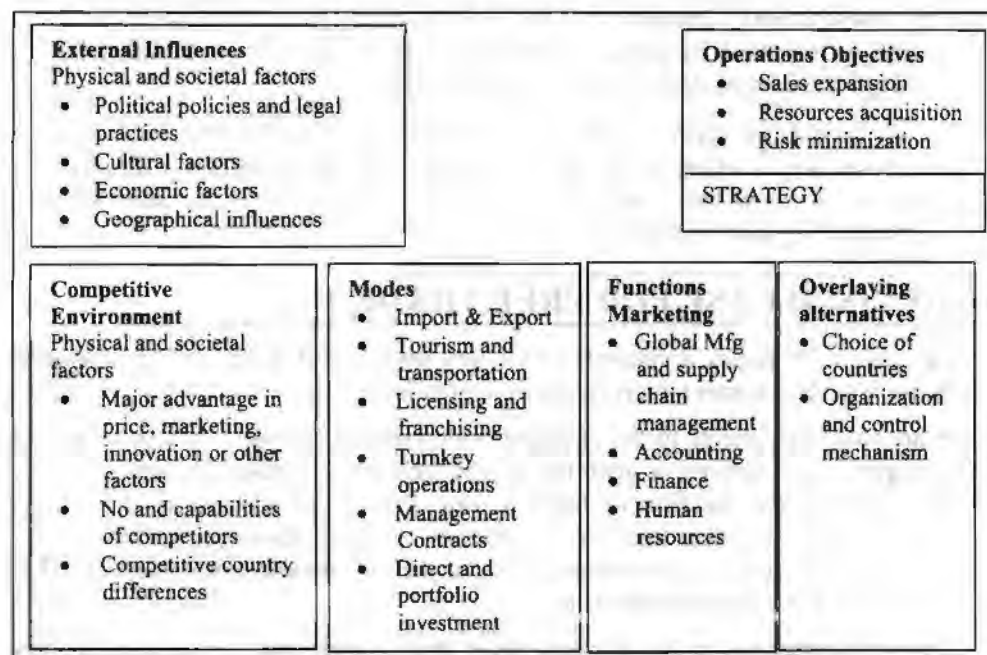 External Influences
Physical and societal factors
• Political policies and legal
practices
• Cultural factors
• Economic factors
• Geographical influences
Operations Objectives
• Sales expansion
• Resources acquisition
• Risk minimization
STRATEGY
Competitive
Environment
Physical and societal
factors
• Major advantage in
price, marketing,
innovation or other
factors
• No and capabilities
of competitors
• Competitive country
differences
Modes
• Import & Export
• Tourism and
transportation
• Licensing and
franchising
• Turnkey
operations
• Management
Contracts
• Direct and
portfolio
investment
Functions
Marketing
• Global Mfg
and supply
chain
management
• Accounting
• Finance
• Human
resources
Overlaying
alternatives
• Choice of
countries
• Organization
and control
mechanism